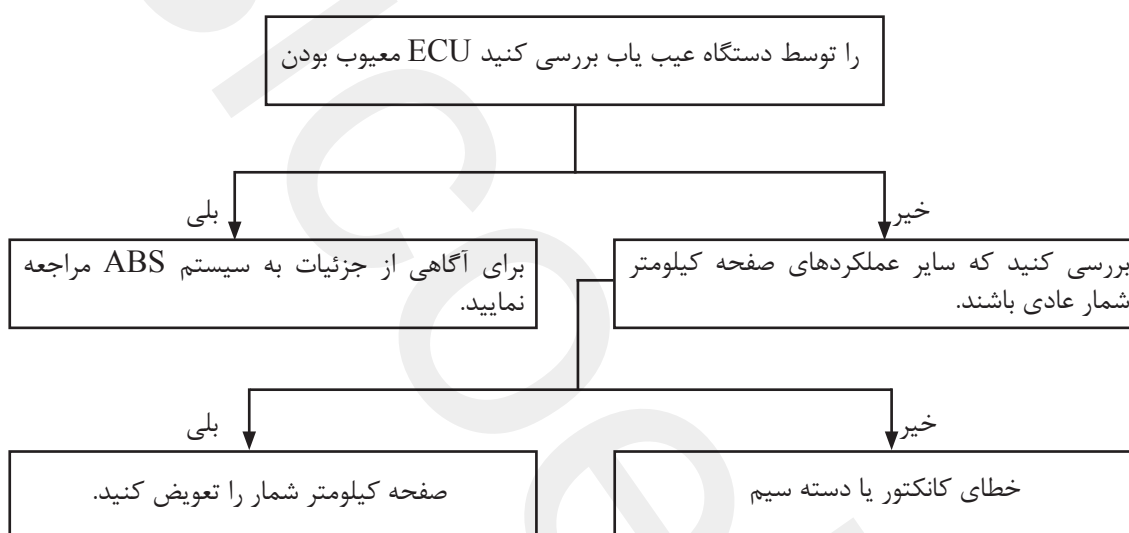 را توسط دستگاه عیب یاب بررسی کنید ECU معیوب بودن
خیر
بلی
بررسی کنید که سایر عملکردهای صفحه کیلومتر
شمار عادی باشند.
برای آگاهی از جزئیات به سیستم ABS مراجعه
نمایید.
خیر
بلی
خطای کانکتور یا دسته سیم
صفحه کیلومتر شمار را تعویض کنید.